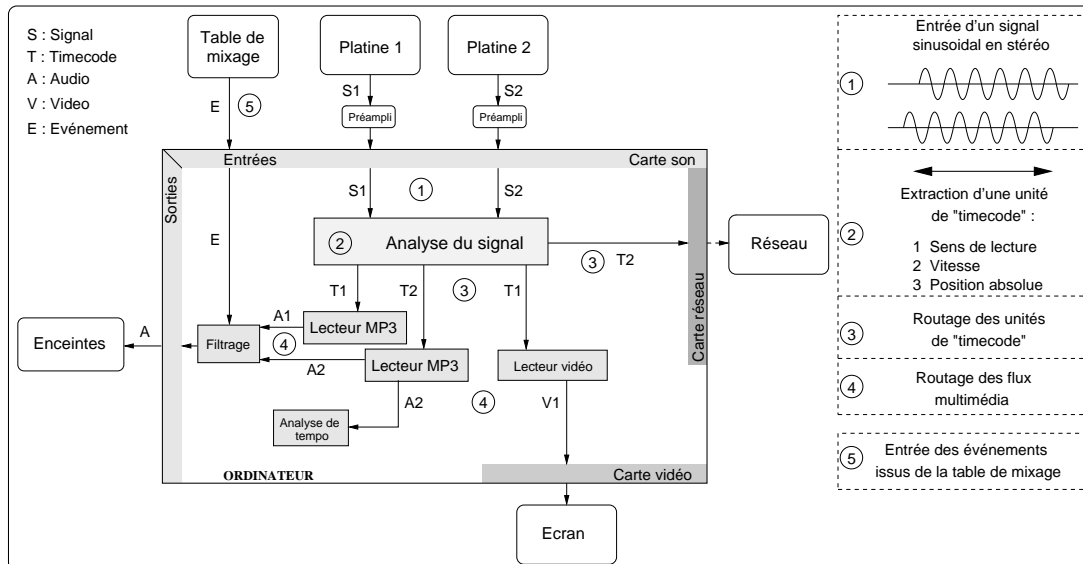 S : Signal
T : Timecode
A : Audio
V : Video
E : Evénement
Table de
mixage
Platine 1
Platine 2
E
5
S1
S2
Préampli
Préampli
Entrées
Carte son
Sorties
S1
1
S2
E
2
Analyse du signal
3
T2
Carte réseau
Réseau
T1
T2
3
T1
A1
Lecteur MP3
Enceintes
A
Filtrage
4
A2
Lecteur MP3
Lecteur vidéo
A2
4
V1
Analyse de
tempo
ORDINATEUR
Carte vidéo
Ecran
Entrée d'un signal
sinusoidal en stéréo
1
Extraction d'une unité
de "timecode" :
2
1 Sens de lecture
2 Vitesse
3 Position absolue
3
Routage des unités
de "timecode"
4
Routage des flux
multimédia
5
Entrée des événements
issus de la table de mixage